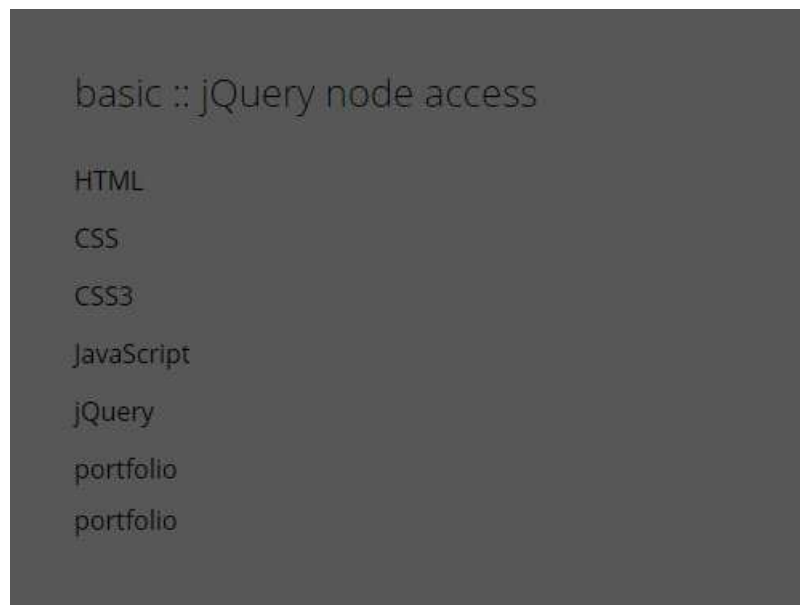 basic :: jQuery node access
HTML
CSS
CSS3
JavaScript
jQuery
portfolio
portfolio